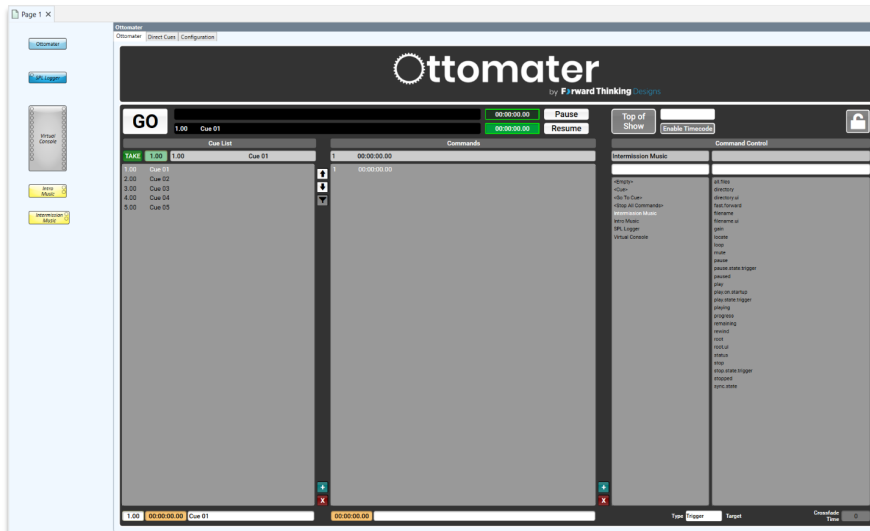 Page 1
Ottomater
Ottomater
Ottomater Direct Cues Configuration
SPL Logger
Virtual
Console
Intro
Music
Intermission
Music
Ottomater
by Forward Thinking Designs
GO
00:00:00.00 Pause
1.00 Cue 01 00:00:00.00 Resume
Top of
Show
Enable Timecode
Cue List
TAKE 1.00 1.00 Cue 01
1.00 Cue 01
2.00 Cue 02
3.00 Cue 03
4.00 Cue 04
5.00 Cue 05
+
X
1.00 00:00:00.00 Cue 01
Commands
1 00:00:00.00
1 00:00:00.00
+
X
00:00:00.00
Command Control
Intermission Music
<Empty>
<Cue>
<Go To Cue>
<Stop All Commands>
Intermission Music
Intro Music
SPL Logger
Virtual Console
all.files
directory
directory.ui
fast.forward
filename
filename.ui
gain
locate
loop
mute
pause
pause.state.trigger
paused
play
play.on.startup
play.state.trigger
playing
progress
remaining
rewind
root
root.ui
status
stop
stop.state.trigger
stopped
sync.state
Type Trigger Target
Crossfade
Time
0